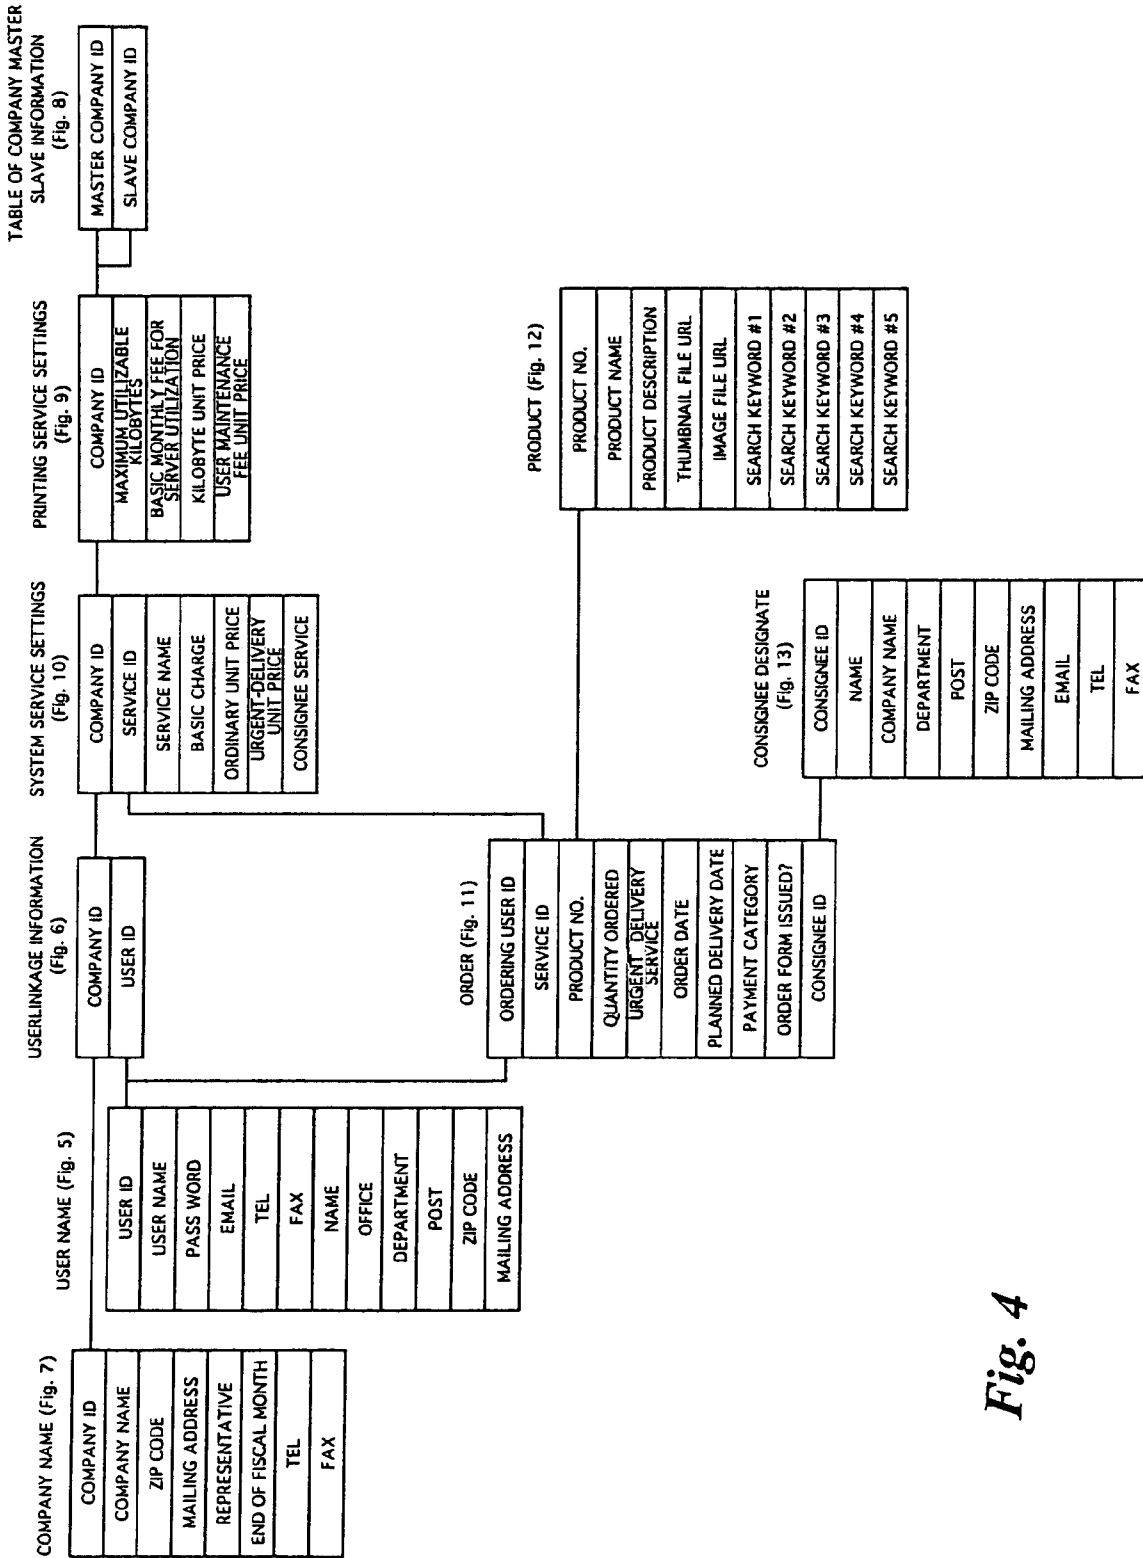 COMPANY NAME (Fig. 7)
COMPANY ID
COMPANY NAME
ZIP CODE
MAILING ADDRESS
REPRESENTATIVE
END OF FISCAL MONTH
TEL
FAX
USER NAME (Fig. 5)
USER ID
USER NAME
PASS WORD
EMAIL
TEL
FAX
NAME
OFFICE
DEPARTMENT
POST
ZIP CODE
MAILING ADDRESS
USERLINKAGE INFORMATION
(Fig. 6)
COMPANY ID
USER ID
SYSTEM SERVICE SETTINGS
(Fig. 10)
COMPANY ID
SERVICE ID
SERVICE NAME
BASIC CHARGE
ORDINARY UNIT PRICE
URGENT-DELIVERY
UNIT PRICE
CONSIGNEE SERVICE
PRINTING SERVICE SETTINGS
(Fig. 9)
COMPANY ID
MAXIMUM UTILIZABLE
KILOBYTES
BASIC MONTHLY FEE FOR
SERVER UTILIZATION
KILOBYTE UNIT PRICE
USER MAINTENANCE
FEE UNIT PRICE
TABLE OF COMPANY MASTER
SLAVE INFORMATION
(Fig. 8)
MASTER COMPANY ID
SLAVE COMPANY ID
ORDER (Fig. 11)
ORDERING USER ID
SERVICE ID
PRODUCT NO.
QUANTITY ORDERED
URGENT DELIVERY
SERVICE
ORDER DATE
PLANNED DELIVERY DATE
PAYMENT CATEGORY
ORDER FORM ISSUED?
CONSIGNEE ID
PRODUCT (Fig. 12)
PRODUCT NO.
PRODUCT NAME
PRODUCT DESCRIPTION
THUMBNAIL FILE URL
IMAGE FILE URL
SEARCH KEYWORD #1
SEARCH KEYWORD #2
SEARCH KEYWORD #3
SEARCH KEYWORD #4
SEARCH KEYWORD #5
CONSIGNEE DESIGNATE
(Fig. 13)
CONSIGNEE ID
NAME
COMPANY NAME
DEPARTMENT
POST
ZIP CODE
MAILING ADDRESS
EMAIL
TEL
FAX
Fig. 4